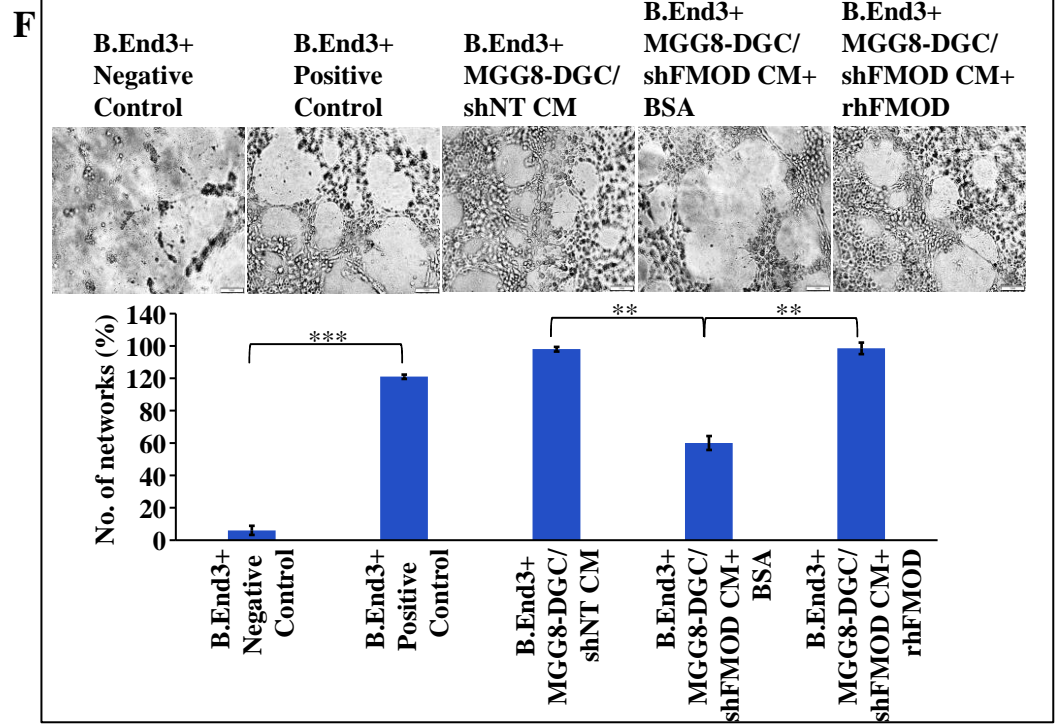 F
B.End3+
Negative
Control
B.End3+
Positive
Control
B.End3+
MGG8-DGC/
shNT CM
B.End3+
MGG8-DGC/
shFMOD CM+
BSA
B.End3+
MGG8-DGC/
shFMOD CM+
rhFMOD
No. of networks (%)
140
100
120
80
60
40
20
0
***
**
**
B.End3+
Negative
Control
B.End3+
Positive
Control
B.End3+
MGG8-DGC/
shNT CM
B.End3+
MGG8-DGC/
shFMOD CM+
BSA
B.End3+
MGG8-DGC/
shFMOD CM+
rhFMOD